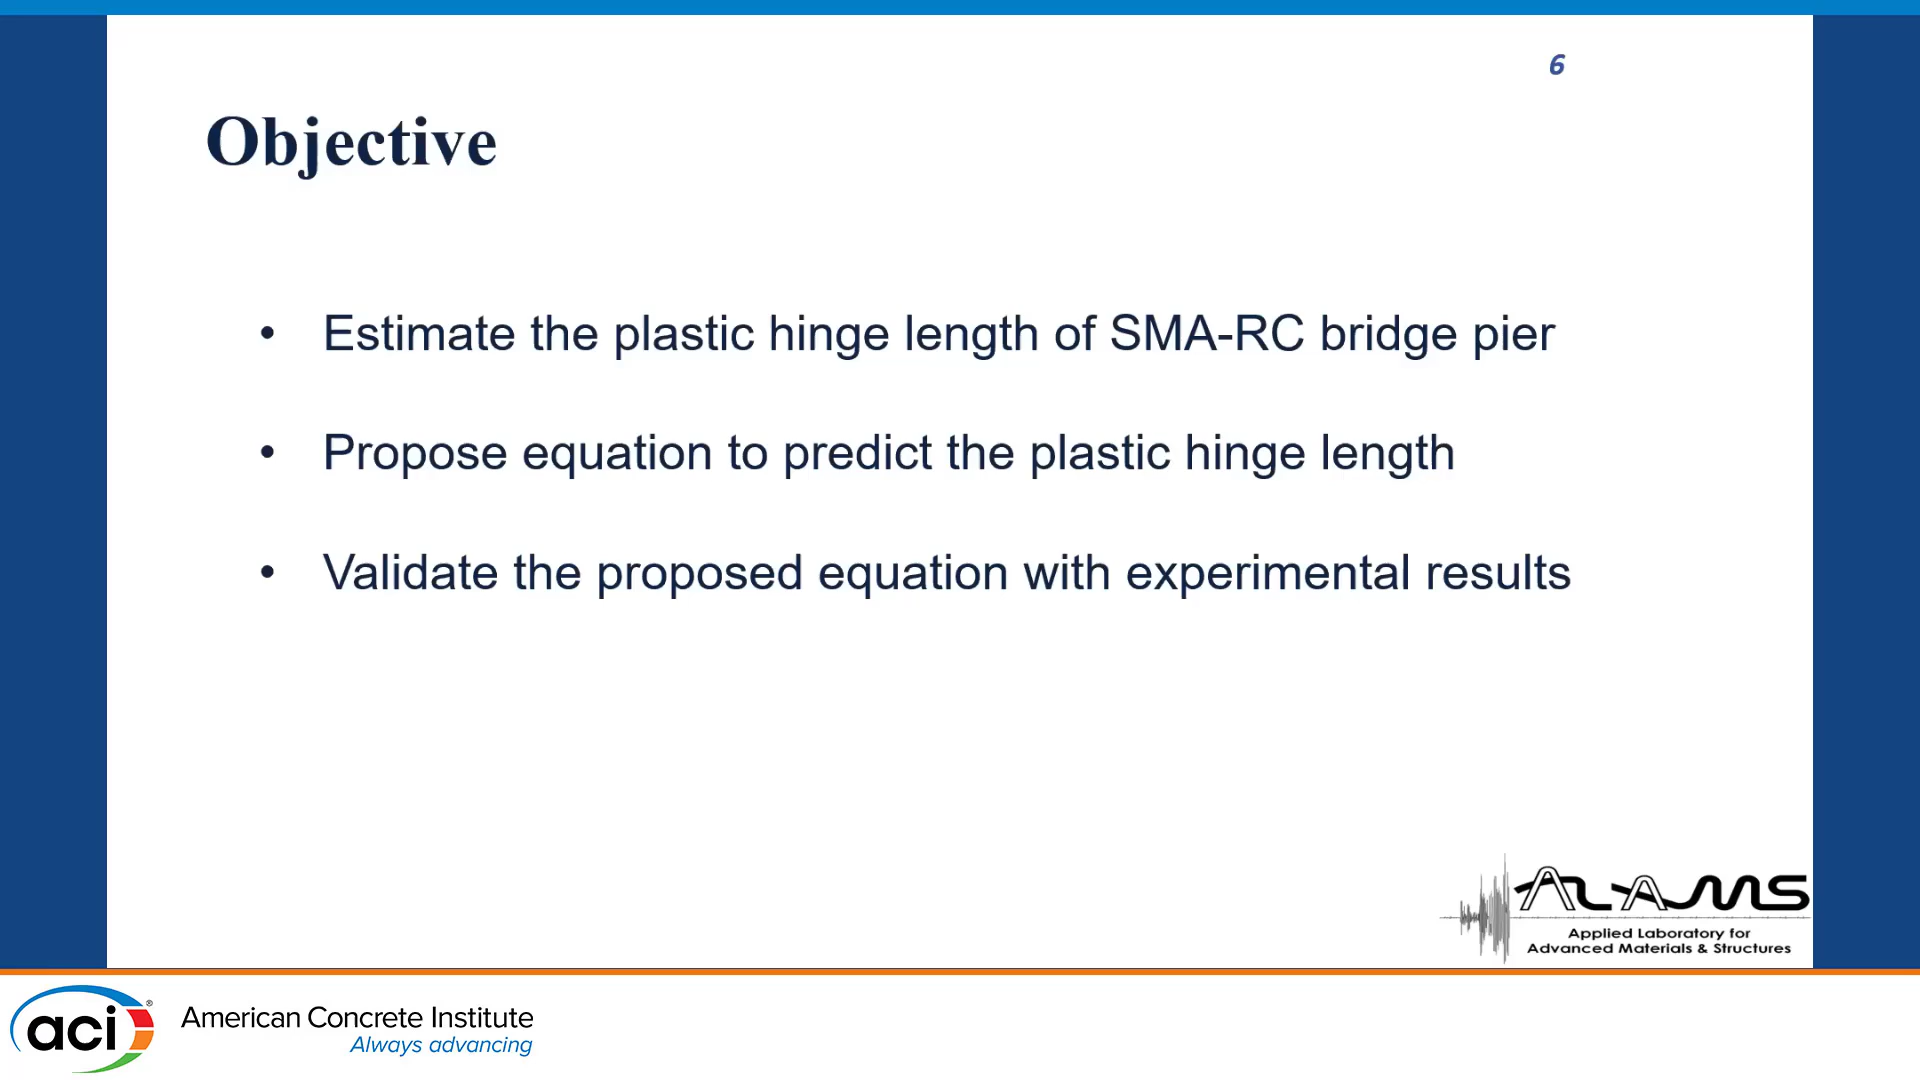 6
Objective
• Estimate the plastic hinge length of SMA-RC bridge pier
• Propose equation to predict the plastic hinge length
• Validate the proposed equation with experimental results
ALAMS
Applied Laboratory for
Advanced Materials & Structures
aci®
American Concrete Institute
Always advancing